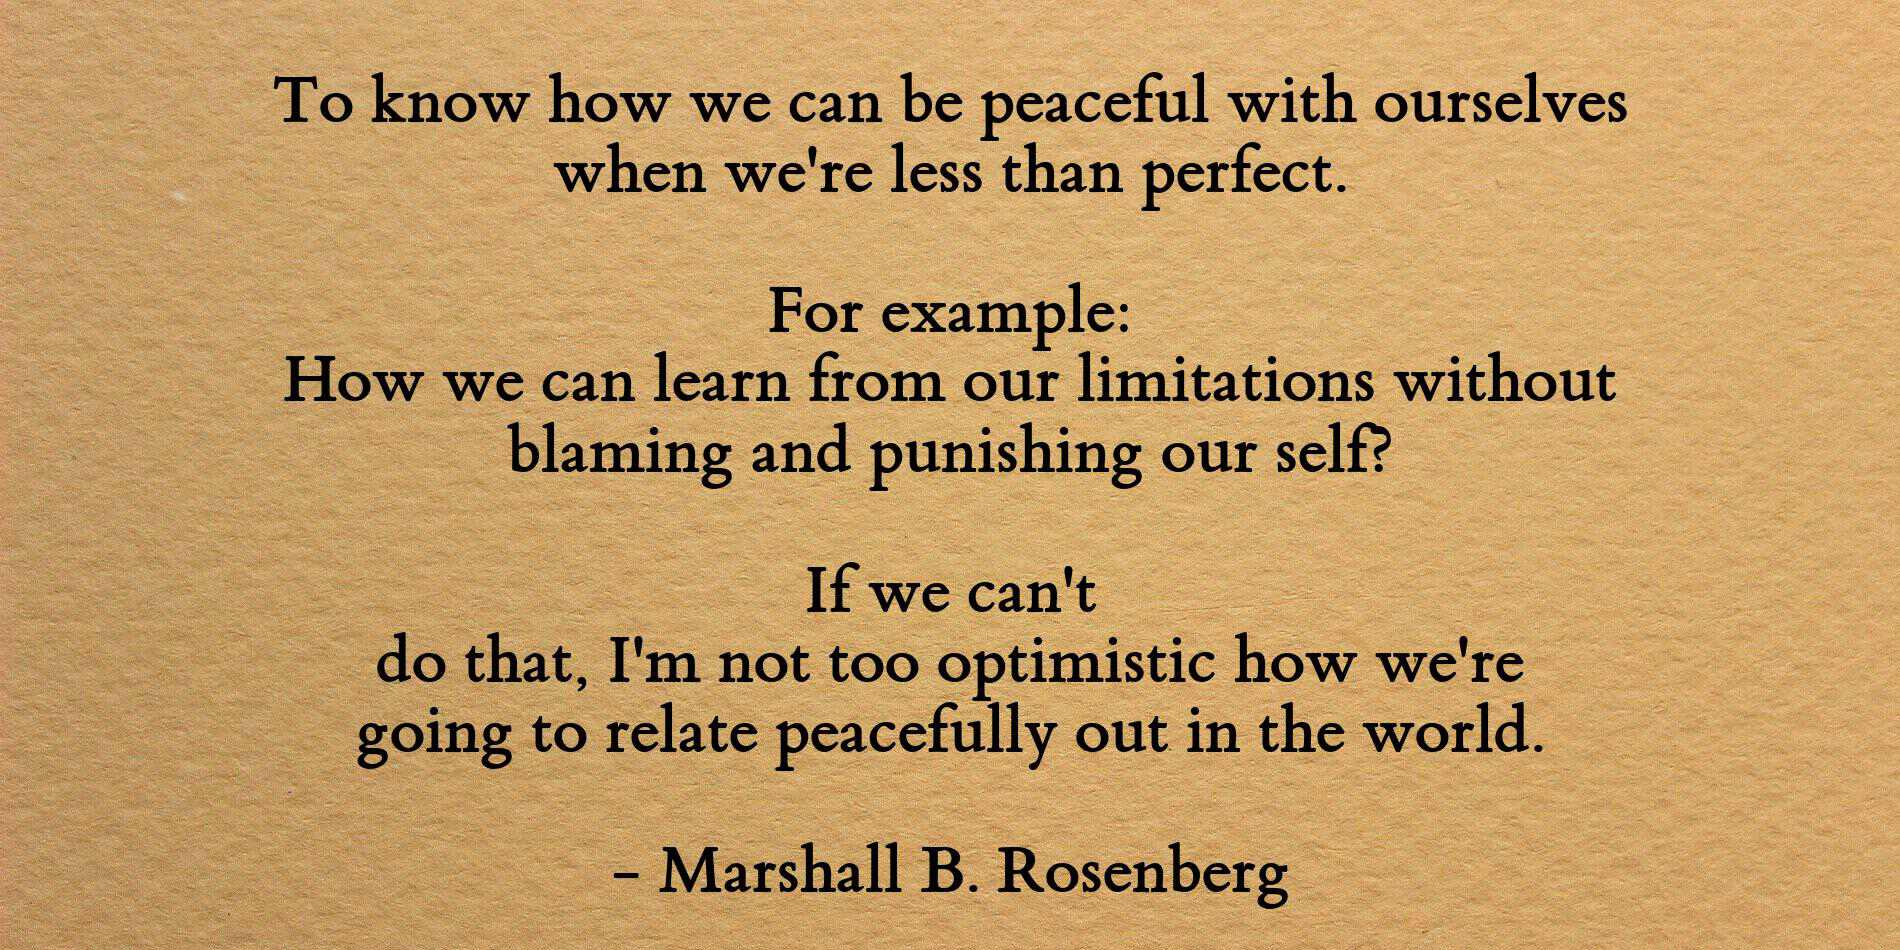 To know how we can be peaceful with ourselves
when we're less than perfect.
For example:
How we can learn from our limitations without
blaming and punishing our self?
If we can't
do that, I'm not too optimistic how we're
going to relate peacefully out in the world.
– Marshall B. Rosenberg